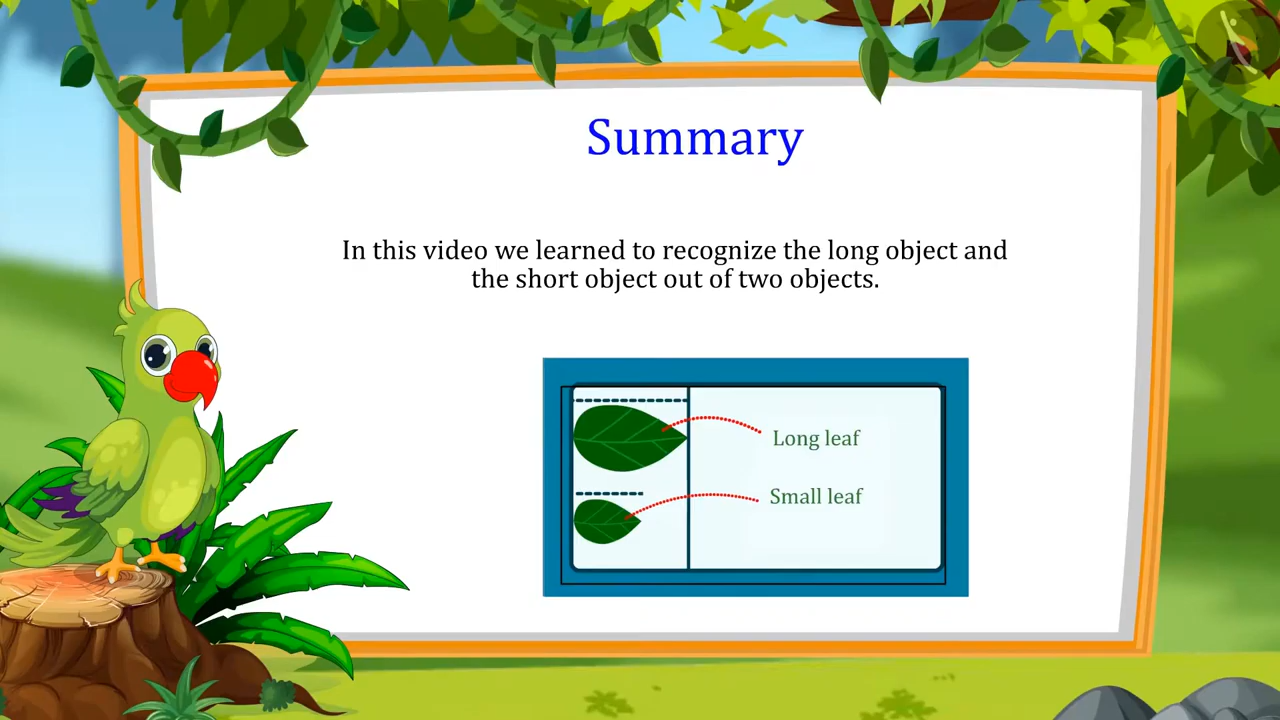 Summary
In this video we learned to recognize the long object and
the short object out of two objects.
Long leaf
Small leaf